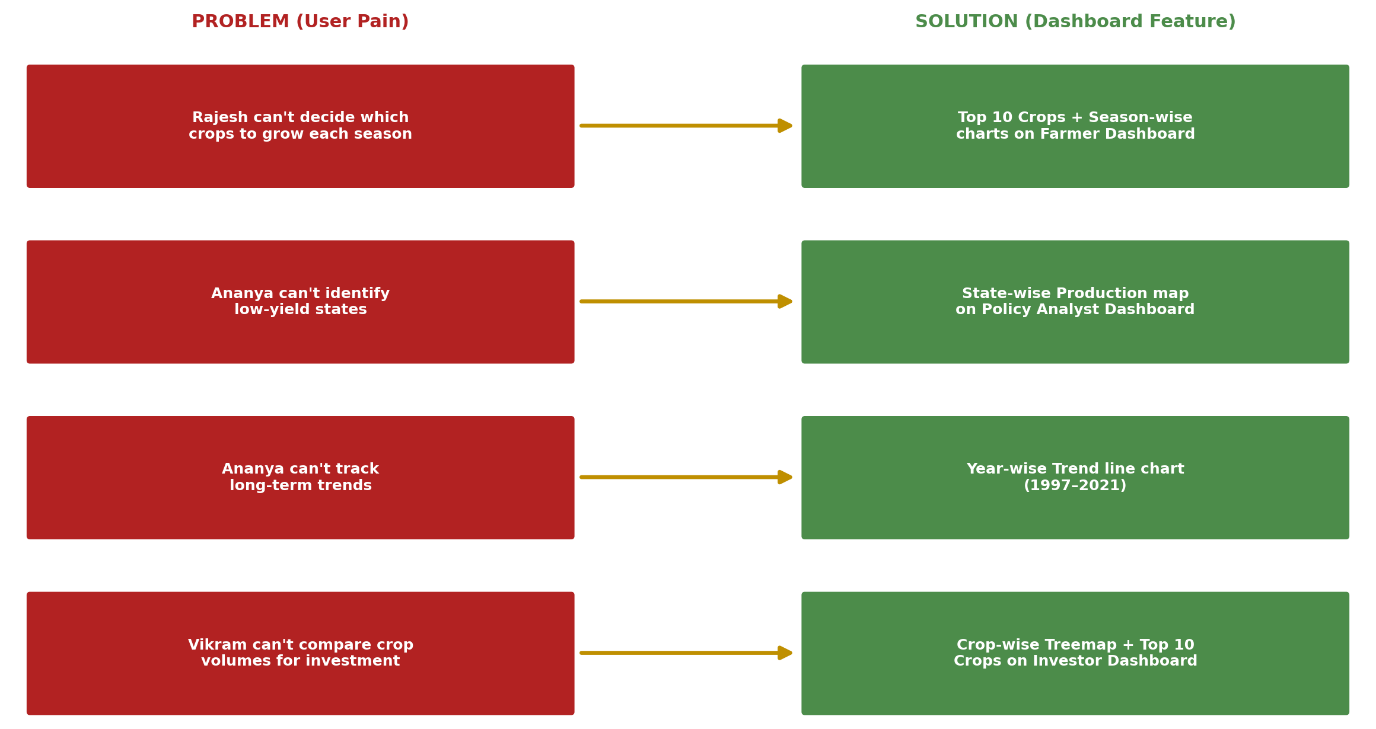 PROBLEM (User Pain)
SOLUTION (Dashboard Feature)
Rajesh can't decide which
crops to grow each season
Top 10 Crops + Season-wise
charts on Farmer Dashboard
Ananya can't identify
low-yield states
State-wise Production map
on Policy Analyst Dashboard
Ananya can't track
long-term trends
Year-wise Trend line chart
(1997–2021)
Vikram can't compare crop
volumes for investment
Crop-wise Treemap + Top 10
Crops on Investor Dashboard